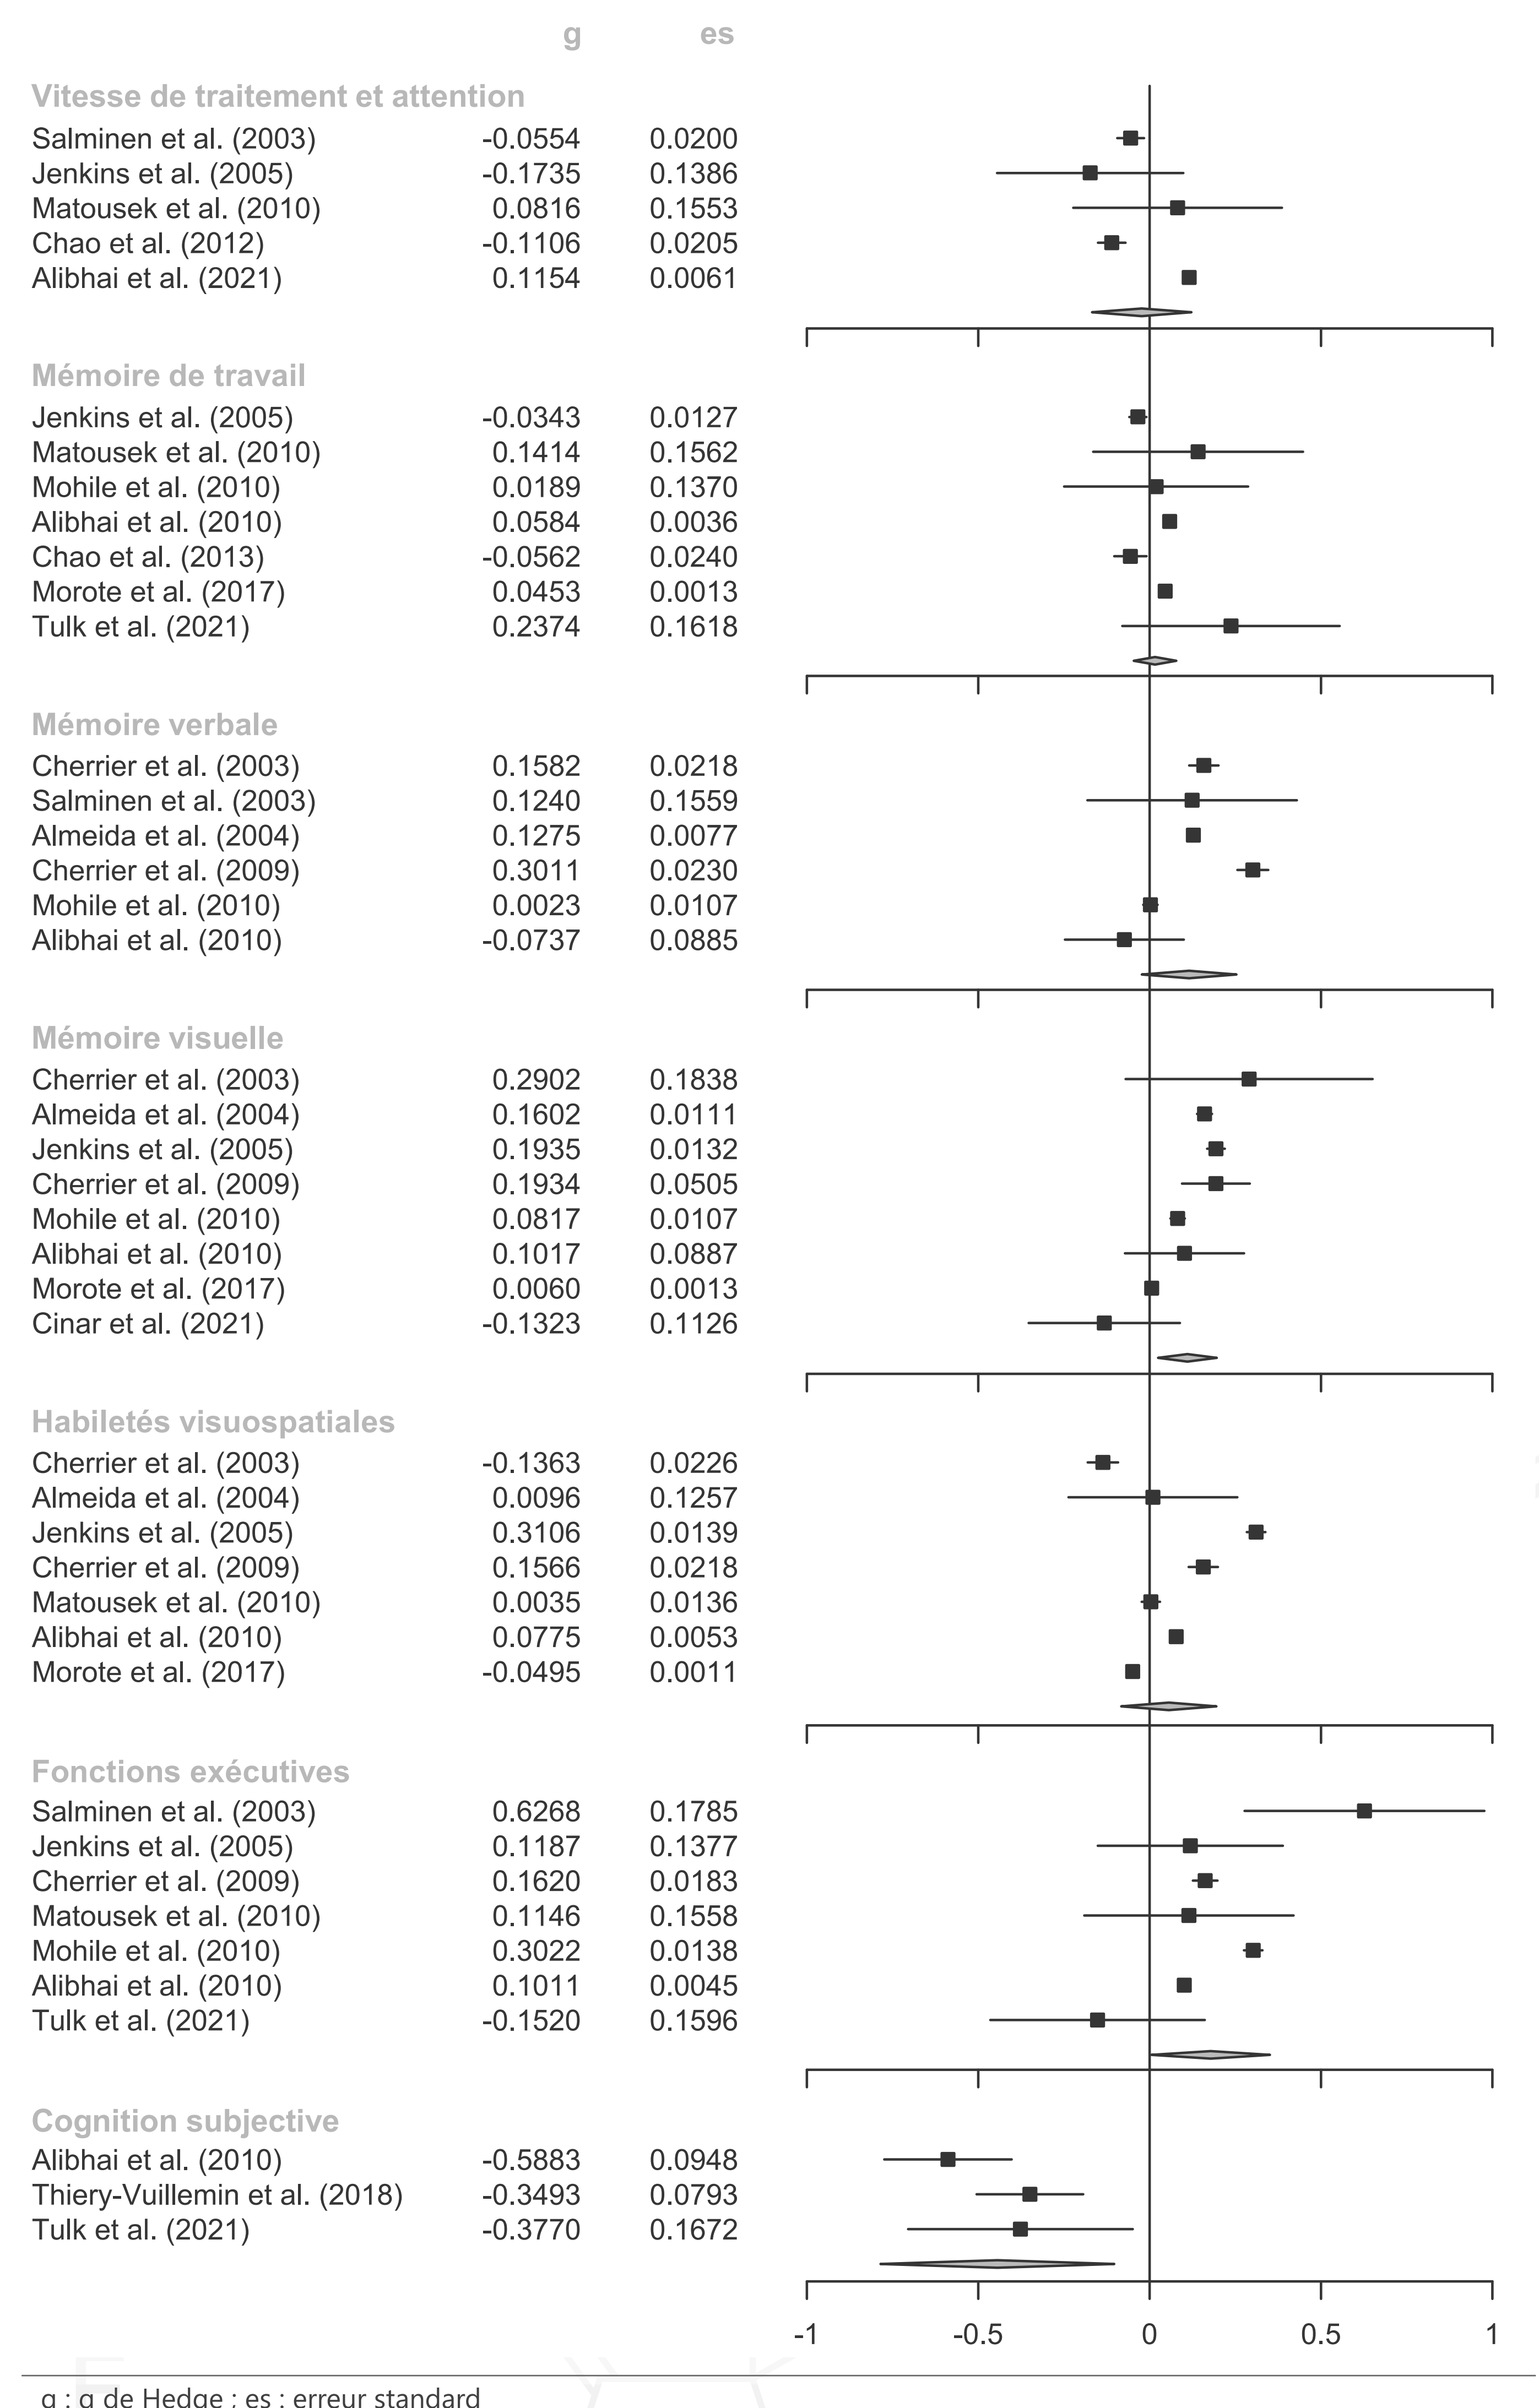 g es
Vitesse de traitement et attention
Salminen et al. (2003) -0.0554 0.0200
Jenkins et al. (2005) -0.1735 0.1386
Matousek et al. (2010) 0.0816 0.1553
Chao et al. (2012) -0.1106 0.0205
Alibhai et al. (2021) 0.1154 0.0061
Mémoire de travail
Jenkins et al. (2005) -0.0343 0.0127
Matousek et al. (2010) 0.1414 0.1562
Mohile et al. (2010) 0.0189 0.1370
Alibhai et al. (2010) 0.0584 0.0036
Chao et al. (2013) -0.0562 0.0240
Morote et al. (2017) 0.0453 0.0013
Tulk et al. (2021) 0.2374 0.1618
Mémoire verbale
Cherrier et al. (2003) 0.1582 0.0218
Salminen et al. (2003) 0.1240 0.1559
Almeida et al. (2004) 0.1275 0.0077
Cherrier et al. (2009) 0.3011 0.0230
Mohile et al. (2010) 0.0023 0.0107
Alibhai et al. (2010) -0.0737 0.0885
Mémoire visuelle
Cherrier et al. (2003) 0.2902 0.1838
Almeida et al. (2004) 0.1602 0.0111
Jenkins et al. (2005) 0.1935 0.0132
Cherrier et al. (2009) 0.1934 0.0505
Mohile et al. (2010) 0.0817 0.0107
Alibhai et al. (2010) 0.1017 0.0887
Morote et al. (2017) 0.0060 0.0013
Cinar et al. (2021) -0.1323 0.1126
Habiletés visuospatiales
Cherrier et al. (2003) -0.1363 0.0226
Almeida et al. (2004) 0.0096 0.1257
Jenkins et al. (2005) 0.3106 0.0139
Cherrier et al. (2009) 0.1566 0.0218
Matousek et al. (2010) 0.0035 0.0136
Alibhai et al. (2010) 0.0775 0.0053
Morote et al. (2017) -0.0495 0.0011
Fonctions exécutives
Salminen et al. (2003) 0.6268 0.1785
Jenkins et al. (2005) 0.1187 0.1377
Cherrier et al. (2009) 0.1620 0.0183
Matousek et al. (2010) 0.1146 0.1558
Mohile et al. (2010) 0.3022 0.0138
Alibhai et al. (2010) 0.1011 0.0045
Tulk et al. (2021) -0.1520 0.1596
Cognition subjective
Alibhai et al. (2010) -0.5883 0.0948
Thiery-Vuillemin et al. (2018) -0.3493 0.0793
Tulk et al. (2021) -0.3770 0.1672
-1 -0.5 0 0.5 1
g : g de Hedge ; es : erreur standard